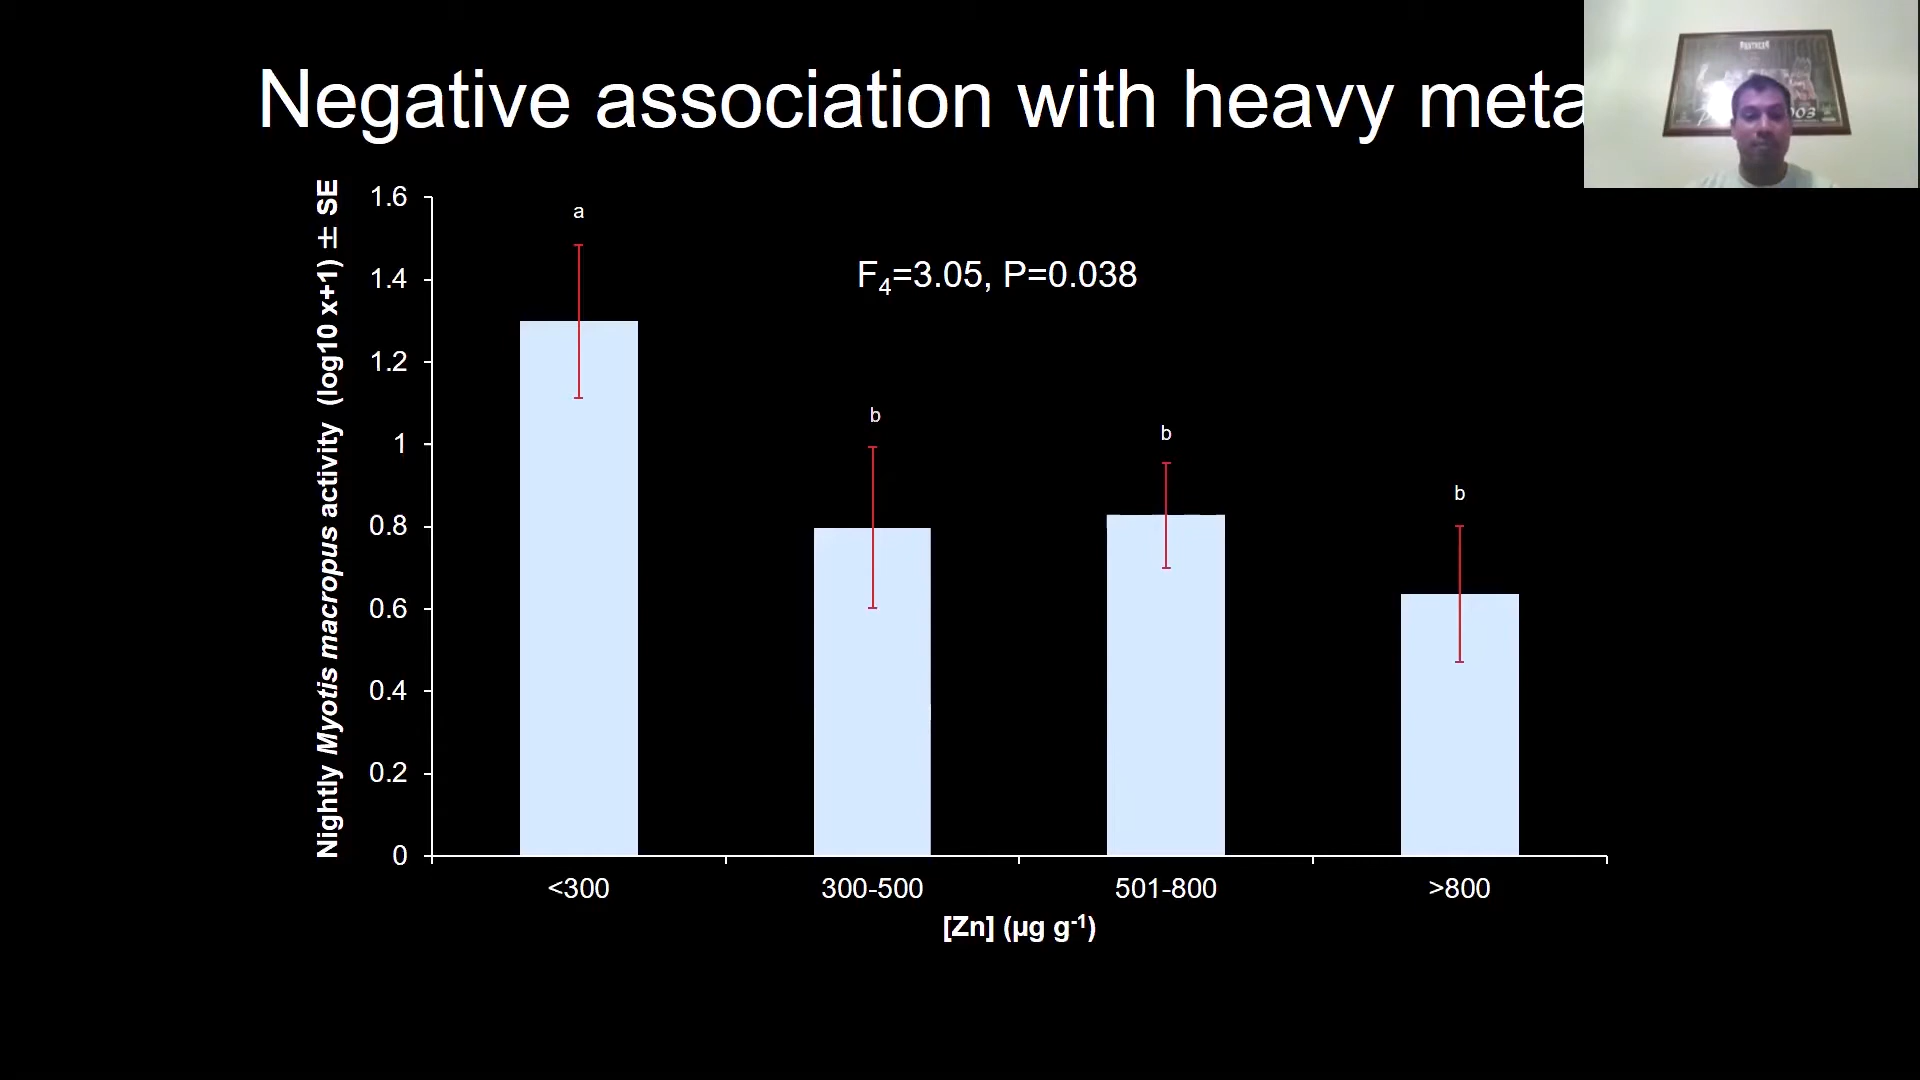 Negative association with heavy meta
PANTHERS
003
Nightly Myotis macropus activity (log10 x+1) ± SE
1.6
1.4
1.2
1
0.8
0.6
0.4
0.2
0
a
b
b
b
F₄=3.05, P=0.038
<300
300-500
501-800
>800
[Zn] (µg g⁻¹)